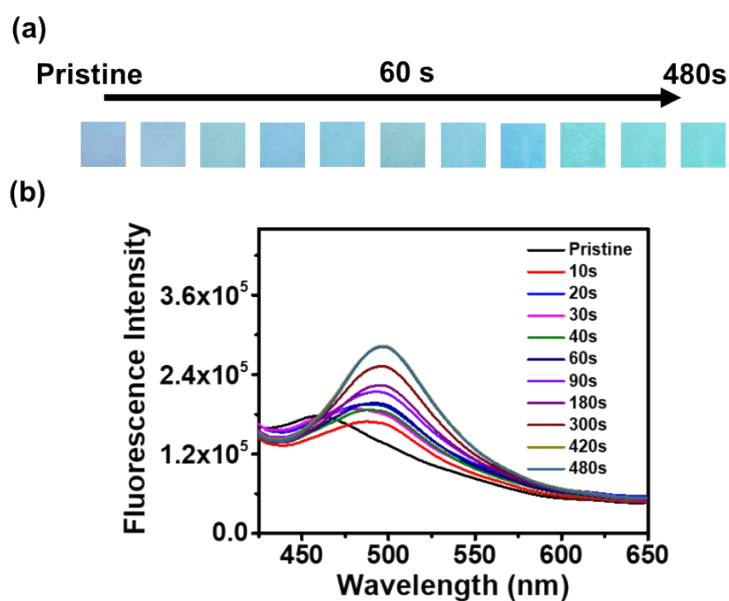 (a)
Pristine 60 s 480s
(b)
Fluorescence Intensity
3.6x10⁵
2.4x10⁵
1.2x10⁵
0.0
Pristine
10s
20s
30s
40s
60s
90s
180s
300s
420s
480s
450 500 550 600 650
Wavelength (nm)